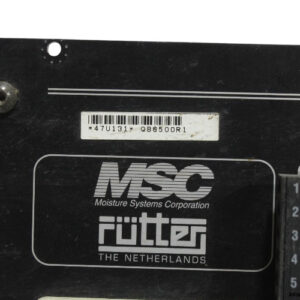 *47U131* Q86500R1
MSC
Moisture Systems Corporation
rütter
THE NETHERLANDS
1
2
3
4
5